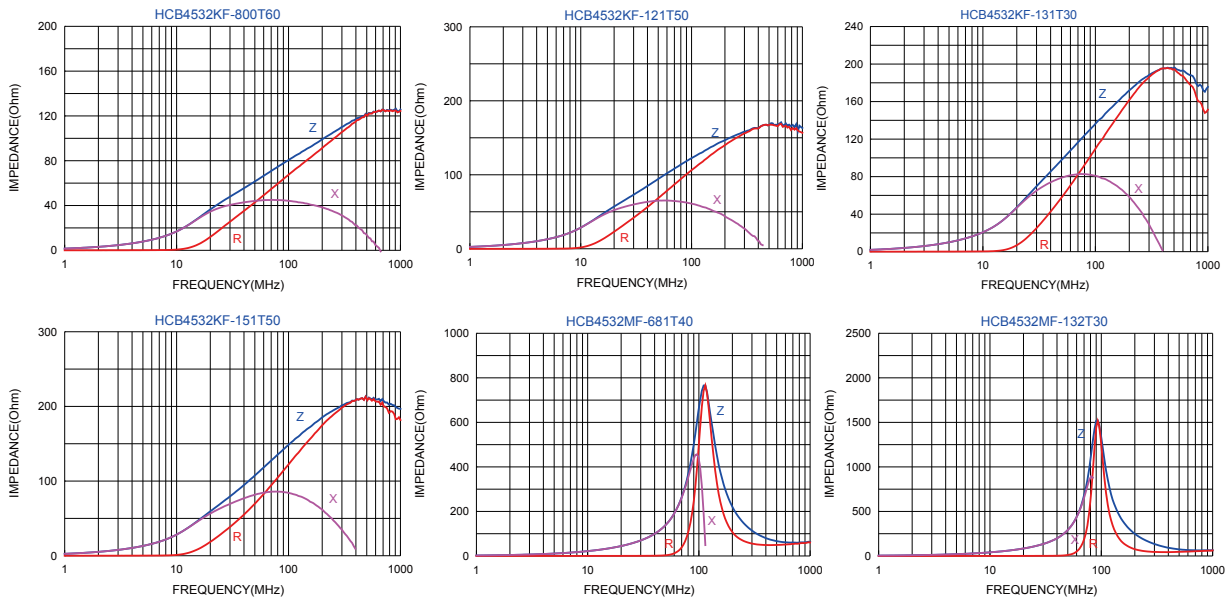 HCB4532KF-800T60
IMPEDANCE(Ohm)
200
160
120
80
40
0
Z
X
R
1 10 100 1000
FREQUENCY(MHz)
HCB4532KF-121T50
IMPEDANCE(Ohm)
300
200
150
100
50
0
Z
X
R
1 10 100 1000
FREQUENCY(MHz)
HCB4532KF-131T30
IMPEDANCE(Ohm)
240
200
160
120
80
40
0
Z
X
R
1 10 100 1000
FREQUENCY(MHz)
HCB4532KF-151T50
IMPEDANCE(Ohm)
300
200
100
0
Z
X
R
1 10 100 1000
FREQUENCY(MHz)
HCB4532MF-681T40
IMPEDANCE(Ohm)
1000
800
600
400
200
0
Z
X
R
1 10 100 1000
FREQUENCY(MHz)
HCB4532MF-132T30
IMPEDANCE(Ohm)
2500
2000
1500
1000
500
0
Z
X
R
1 10 100 1000
FREQUENCY(MHz)